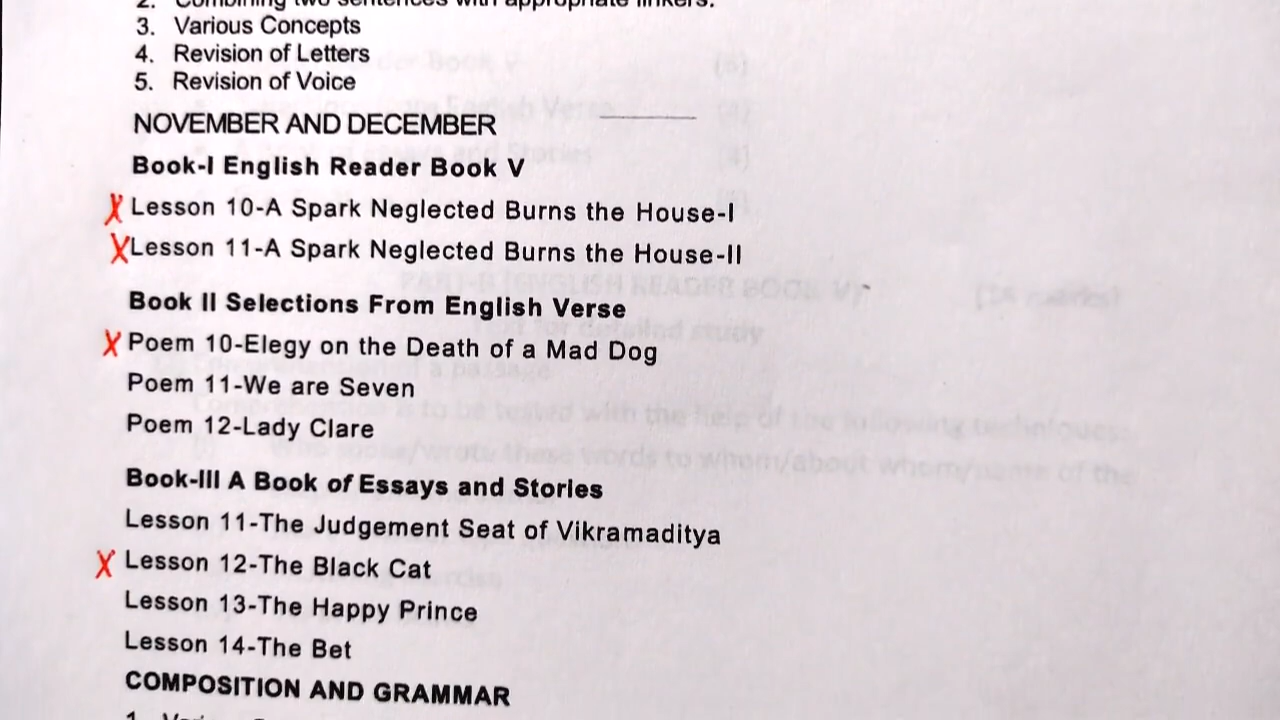 2. Combining two sentences with appropriate linkers.
3. Various Concepts
4. Revision of Letters
5. Revision of Voice
NOVEMBER AND DECEMBER
Book-I English Reader Book V
X Lesson 10-A Spark Neglected Burns the House-I
X Lesson 11-A Spark Neglected Burns the House-II
Book II Selections From English Verse
X Poem 10-Elegy on the Death of a Mad Dog
Poem 11-We are Seven
Poem 12-Lady Clare
Book-III A Book of Essays and Stories
Lesson 11-The Judgement Seat of Vikramaditya
X Lesson 12-The Black Cat
Lesson 13-The Happy Prince
Lesson 14-The Bet
COMPOSITION AND GRAMMAR